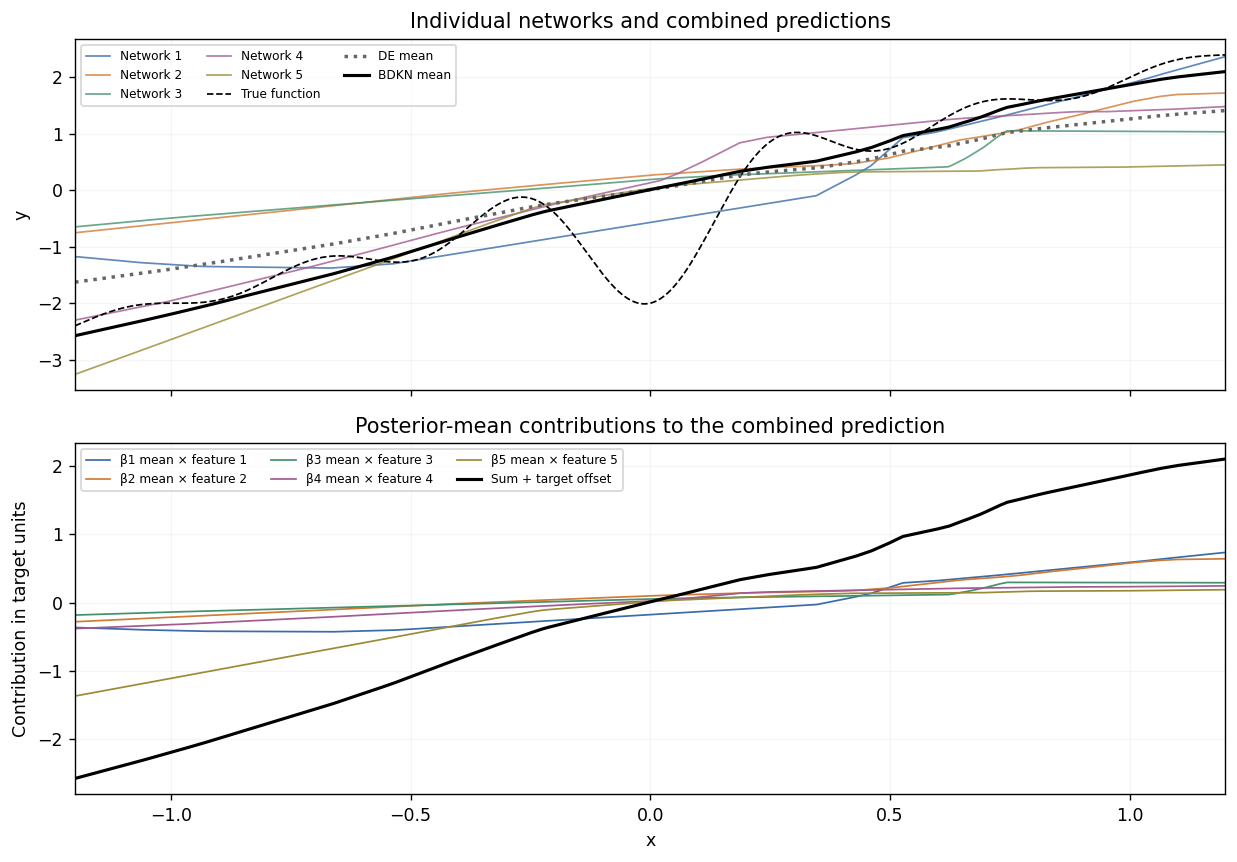 Individual networks and combined predictions
Network 1
Network 2
Network 3
Network 4
Network 5
True function
DE mean
BDKN mean
y
2
1
0
−1
−2
−3
Posterior-mean contributions to the combined prediction
β1 mean × feature 1
β2 mean × feature 2
β3 mean × feature 3
β4 mean × feature 4
β5 mean × feature 5
Sum + target offset
Contribution in target units
2
1
0
−1
−2
−1.0
−0.5
0.0
0.5
1.0
x